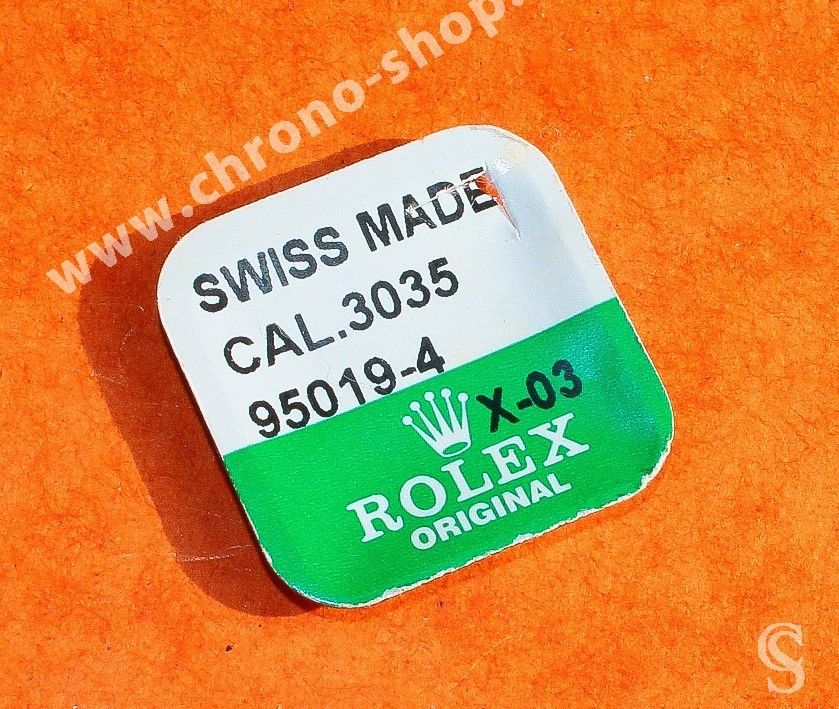 www.chrono-shop.
SWISS MADE
CAL.3035
95019-4
X-03
ROLEX
ORIGINAL